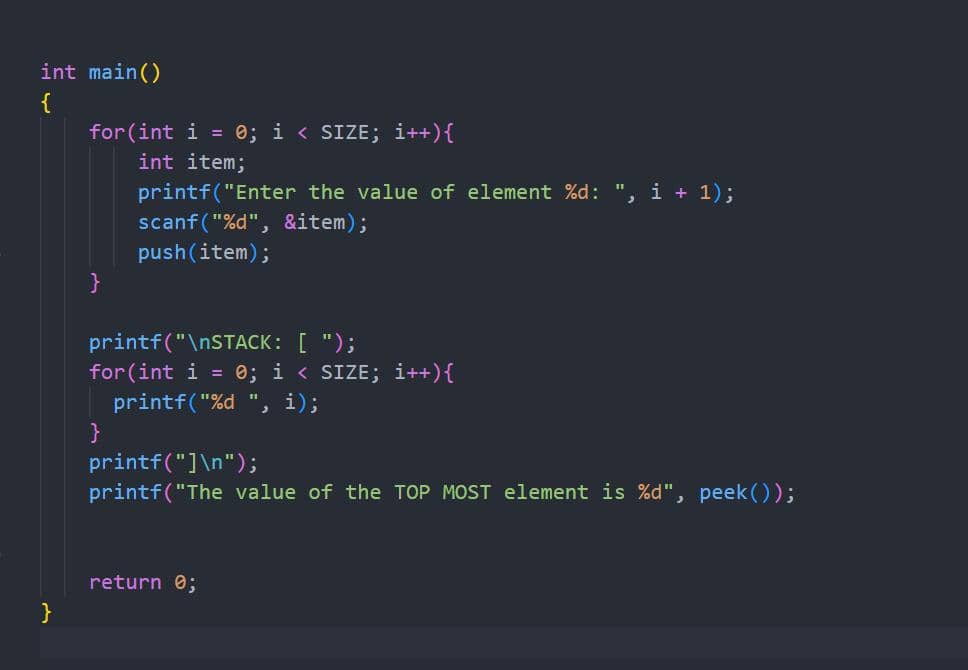 int main()
{
    for(int i = 0; i < SIZE; i++){
        int item;
        printf("Enter the value of element %d: ", i + 1);
        scanf("%d", &item);
        push(item);
    }

    printf("\nSTACK: [ ");
    for(int i = 0; i < SIZE; i++){
      printf("%d ", i);
    }
    printf("]\n");
    printf("The value of the TOP MOST element is %d", peek());


    return 0;
}